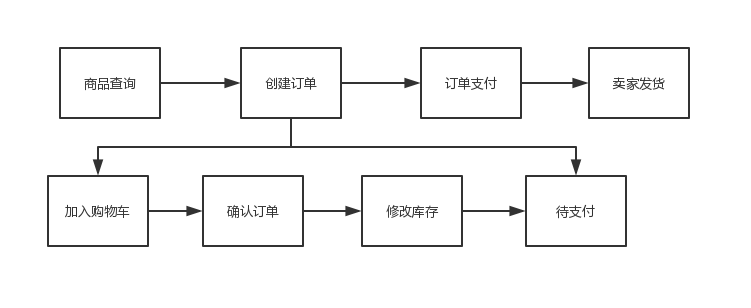 商品查询
创建订单
订单支付
卖家发货
加入购物车
确认订单
修改库存
待支付